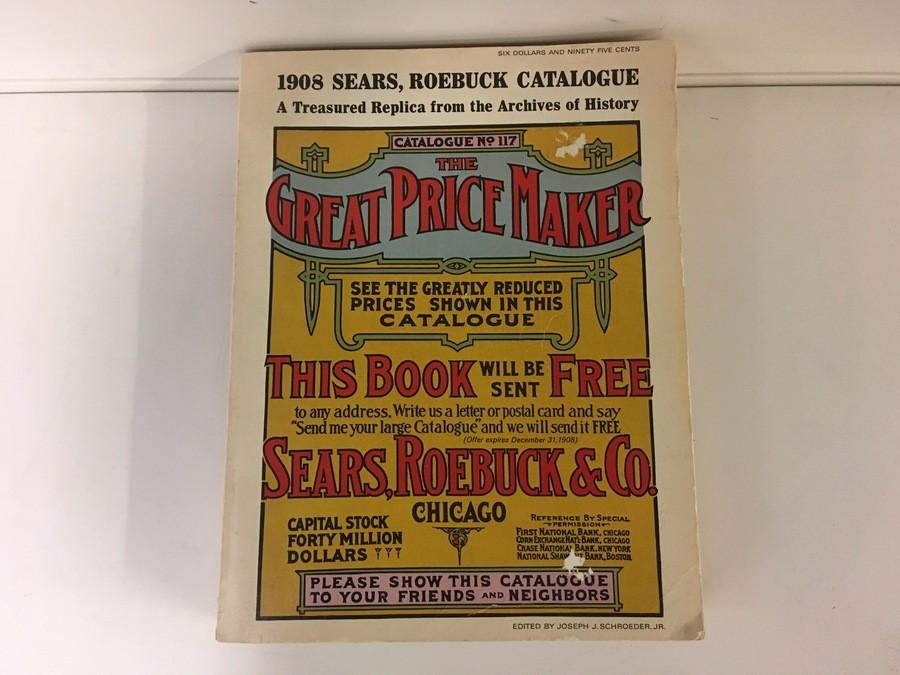 SIX DOLLARS AND NINETY FIVE CENTS
1908 SEARS, ROEBUCK CATALOGUE
A Treasured Replica from the Archives of History
CATALOGUE No 117
THE
GREAT PRICE MAKER
SEE THE GREATLY REDUCED
PRICES SHOWN IN THIS
CATALOGUE
THIS BOOK WILL BE SENT FREE
to any address. Write us a letter or postal card and say
"Send me your large Catalogue" and we will send it FREE
(Offer expires December 31, 1908)
SEARS, ROEBUCK & CO.
CHICAGO
CAPITAL STOCK
FORTY MILLION
DOLLARS
REFERENCE BY SPECIAL
PERMISSION
FIRST NATIONAL BANK, CHICAGO
CORN EXCHANGE NAT'L BANK, CHICAGO
CHASE NATIONAL BANK, NEW YORK
NATIONAL BANK, BOSTON
PLEASE SHOW THIS CATALOGUE
TO YOUR FRIENDS AND NEIGHBORS
EDITED BY JOSEPH J. SCHROEDER, JR.